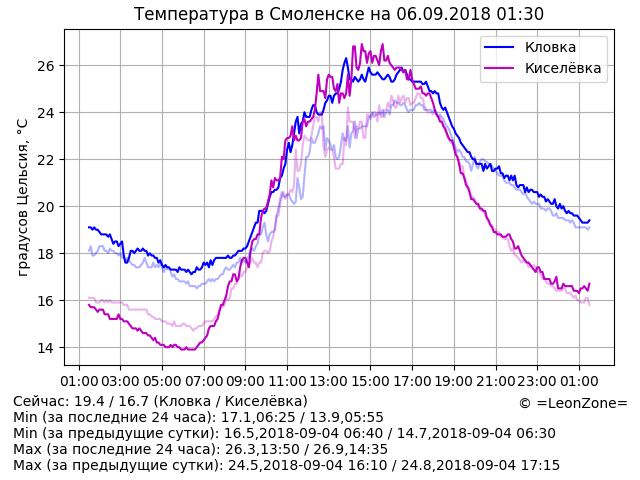 Температура в Смоленске на 06.09.2018 01:30
Кловка
Киселёвка
градусов Цельсия, °C
26
24
22
20
18
16
14
01:00 03:00 05:00 07:00 09:00 11:00 13:00 15:00 17:00 19:00 21:00 23:00 01:00
Сейчас: 19.4 / 16.7 (Кловка / Киселёвка)
© =LeonZone=
Min (за последние 24 часа): 17.1,06:25 / 13.9,05:55
Min (за предыдущие сутки): 16.5,2018-09-04 06:40 / 14.7,2018-09-04 06:30
Max (за последние 24 часа): 26.3,13:50 / 26.9,14:35
Max (за предыдущие сутки): 24.5,2018-09-04 16:10 / 24.8,2018-09-04 17:15